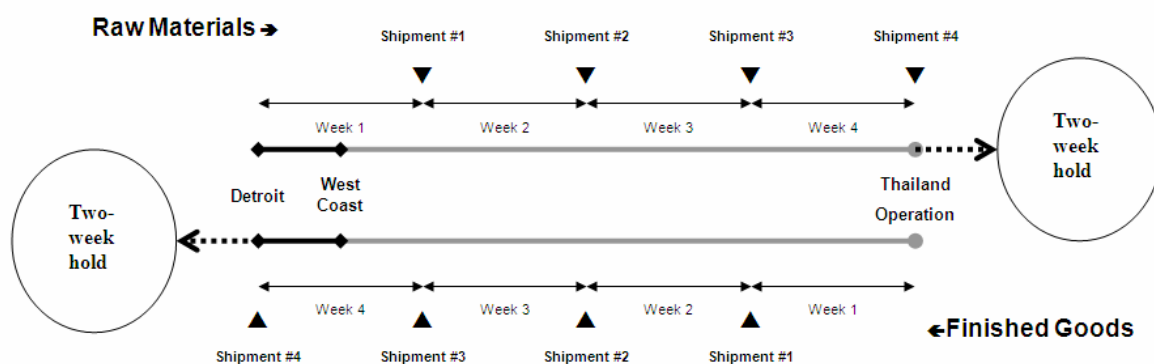 Raw Materials ➔
Shipment #1
Shipment #2
Shipment #3
Shipment #4
Week 1
Week 2
Week 3
Week 4
Two-
week
hold
Detroit
West
Coast
Thailand
Operation
Two-
week
hold
Week 4
Week 3
Week 2
Week 1
Finished Goods
Shipment #4
Shipment #3
Shipment #2
Shipment #1